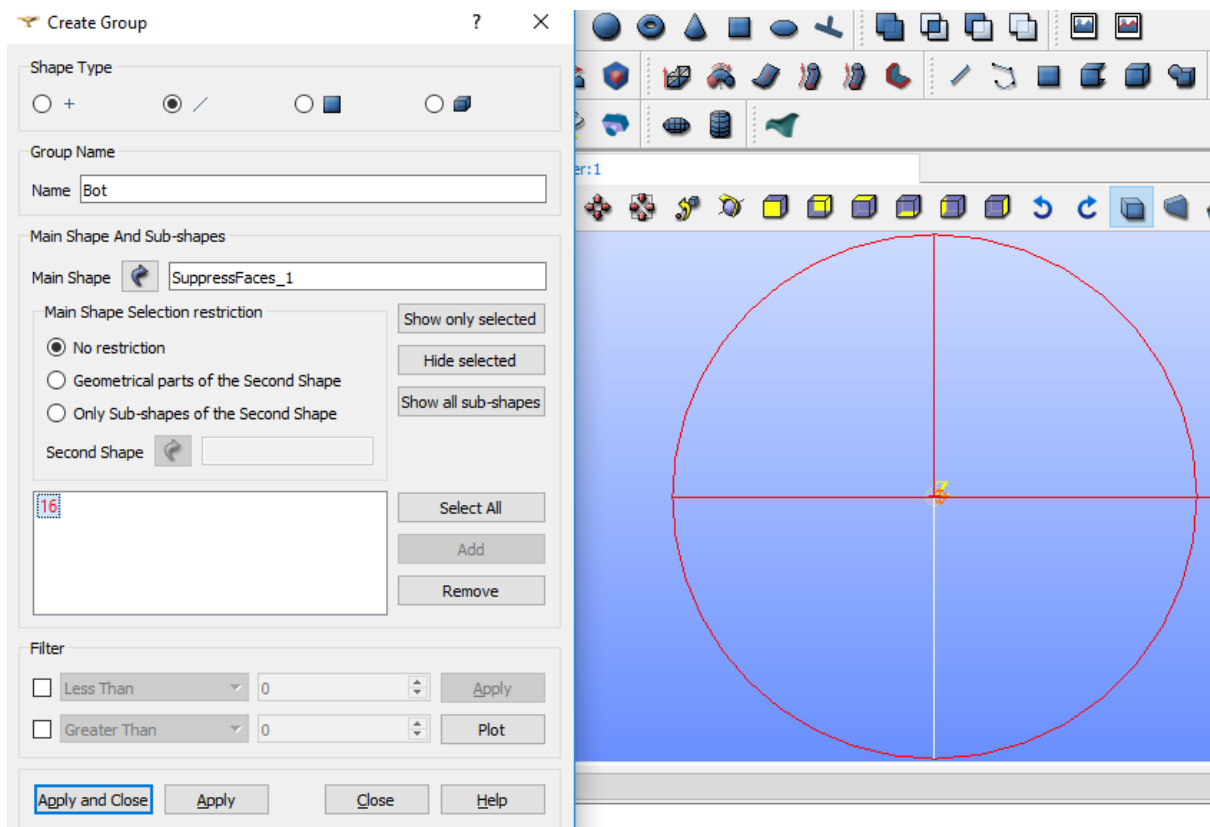 Create Group
?
Shape Type
Group Name
Name Bot
er:1
Main Shape And Sub-shapes
Main Shape SuppressFaces_1
Main Shape Selection restriction
Show only selected
No restriction
Hide selected
Geometrical parts of the Second Shape
Show all sub-shapes
Only Sub-shapes of the Second Shape
Second Shape
16
Select All
Add
Remove
Filter
Less Than 0 Apply
Greater Than 0 Plot
Apply and Close Apply Close Help